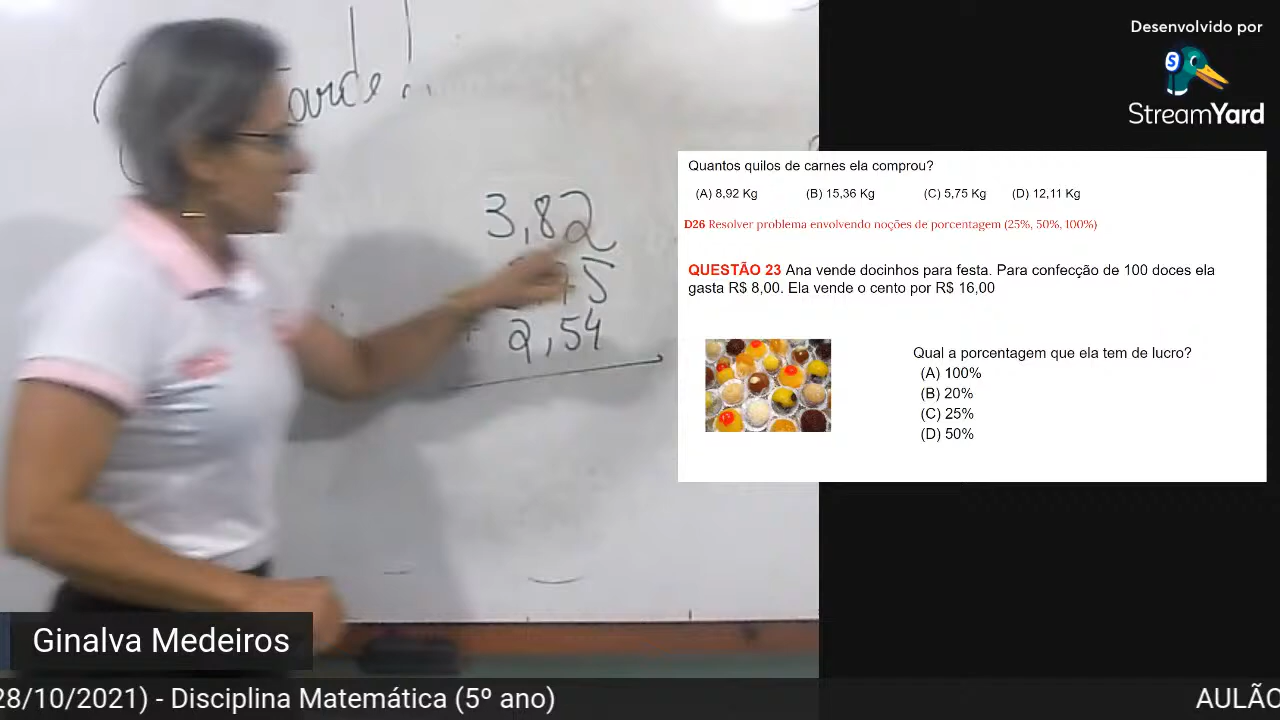 Tarde!
3,82
75
2,54
Desenvolvido por
StreamYard
Quantos quilos de carnes ela comprou?
(A) 8,92 Kg (B) 15,36 Kg (C) 5,75 Kg (D) 12,11 Kg
D26 Resolver problema envolvendo noções de porcentagem (25%, 50%, 100%)
QUESTÃO 23 Ana vende docinhos para festa. Para confecção de 100 doces ela
gasta R$ 8,00. Ela vende o cento por R$ 16,00
Qual a porcentagem que ela tem de lucro?
(A) 100%
(B) 20%
(C) 25%
(D) 50%
Ginalva Medeiros
28/10/2021) - Disciplina Matemática (5º ano)
AULÃO